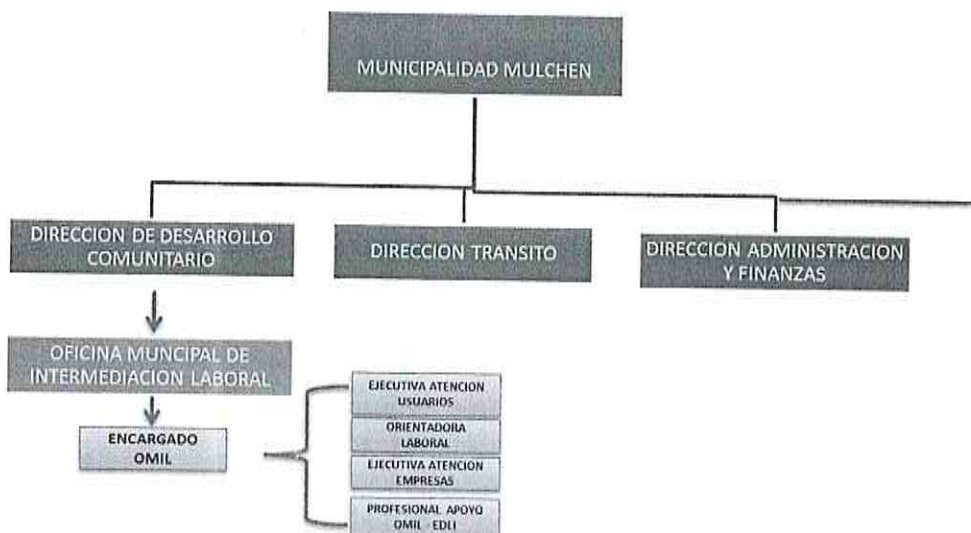 MUNICIPALIDAD MULCHEN
DIRECCION DE DESARROLLO
COMUNITARIO
DIRECCION TRANSITO
DIRECCION ADMINISTRACION
Y FINANZAS
OFICINA MUNCIPAL DE
INTERMEDIACION LABORAL
ENCARGADO
OMIL
EJECUTIVA ATENCION
USUARIOS
ORIENTADORA
LABORAL
EJECUTIVA ATENCION
EMPRESAS
PROFESIONAL APOYO
OMIL - EDLI